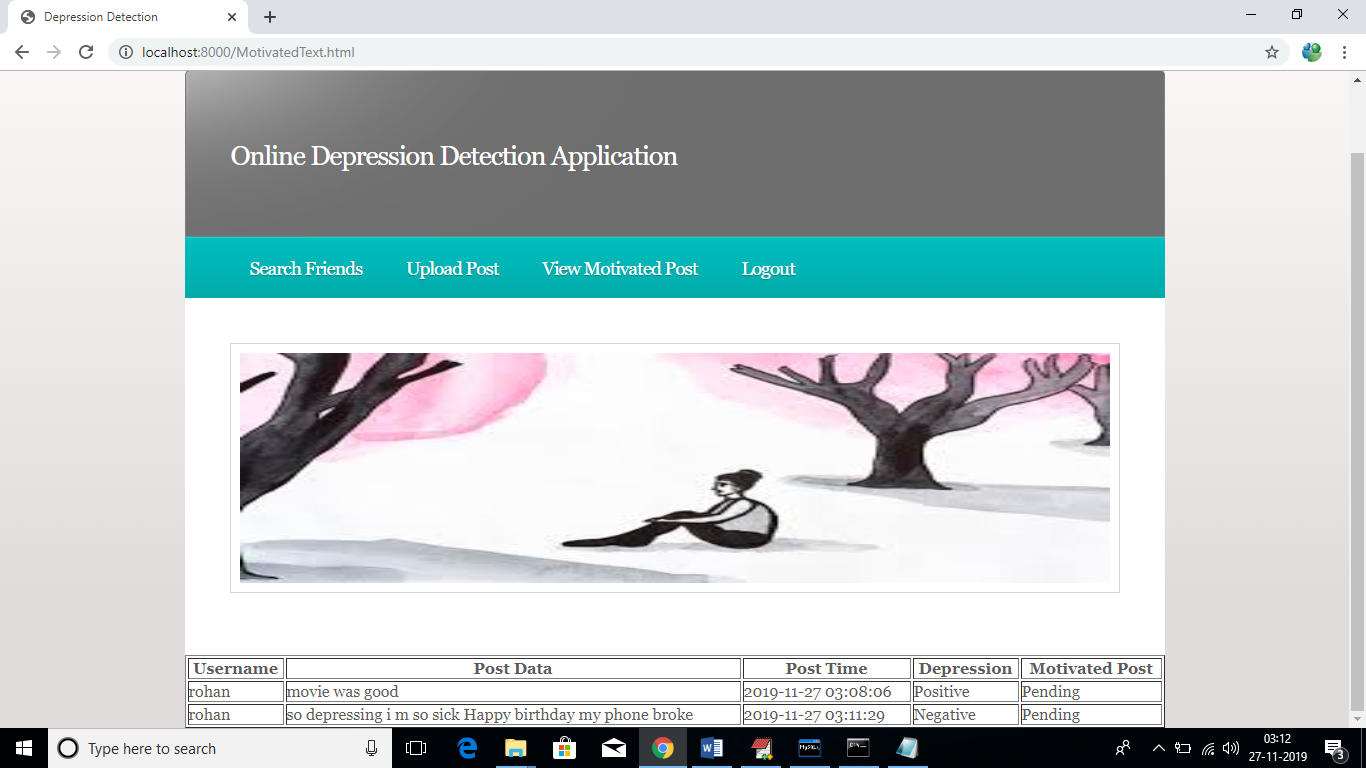 Depression Detection
localhost:8000/MotivatedText.html
Online Depression Detection Application
Search Friends Upload Post View Motivated Post Logout
Username Post Data Post Time Depression Motivated Post
rohan movie was good 2019-11-27 03:08:06 Positive Pending
rohan so depressing i m so sick Happy birthday my phone broke 2019-11-27 03:11:29 Negative Pending
Type here to search
03:12
27-11-2019
3